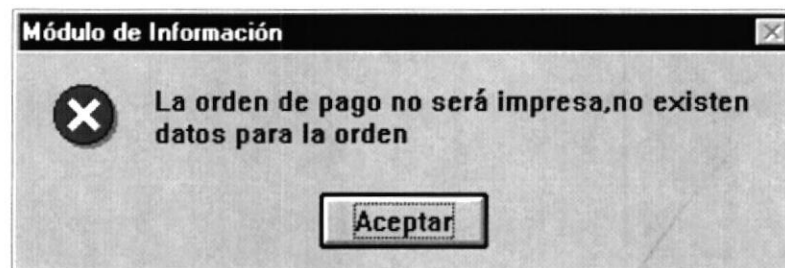 Módulo de Información
La orden de pago no será impresa,no existen
datos para la orden
Aceptar